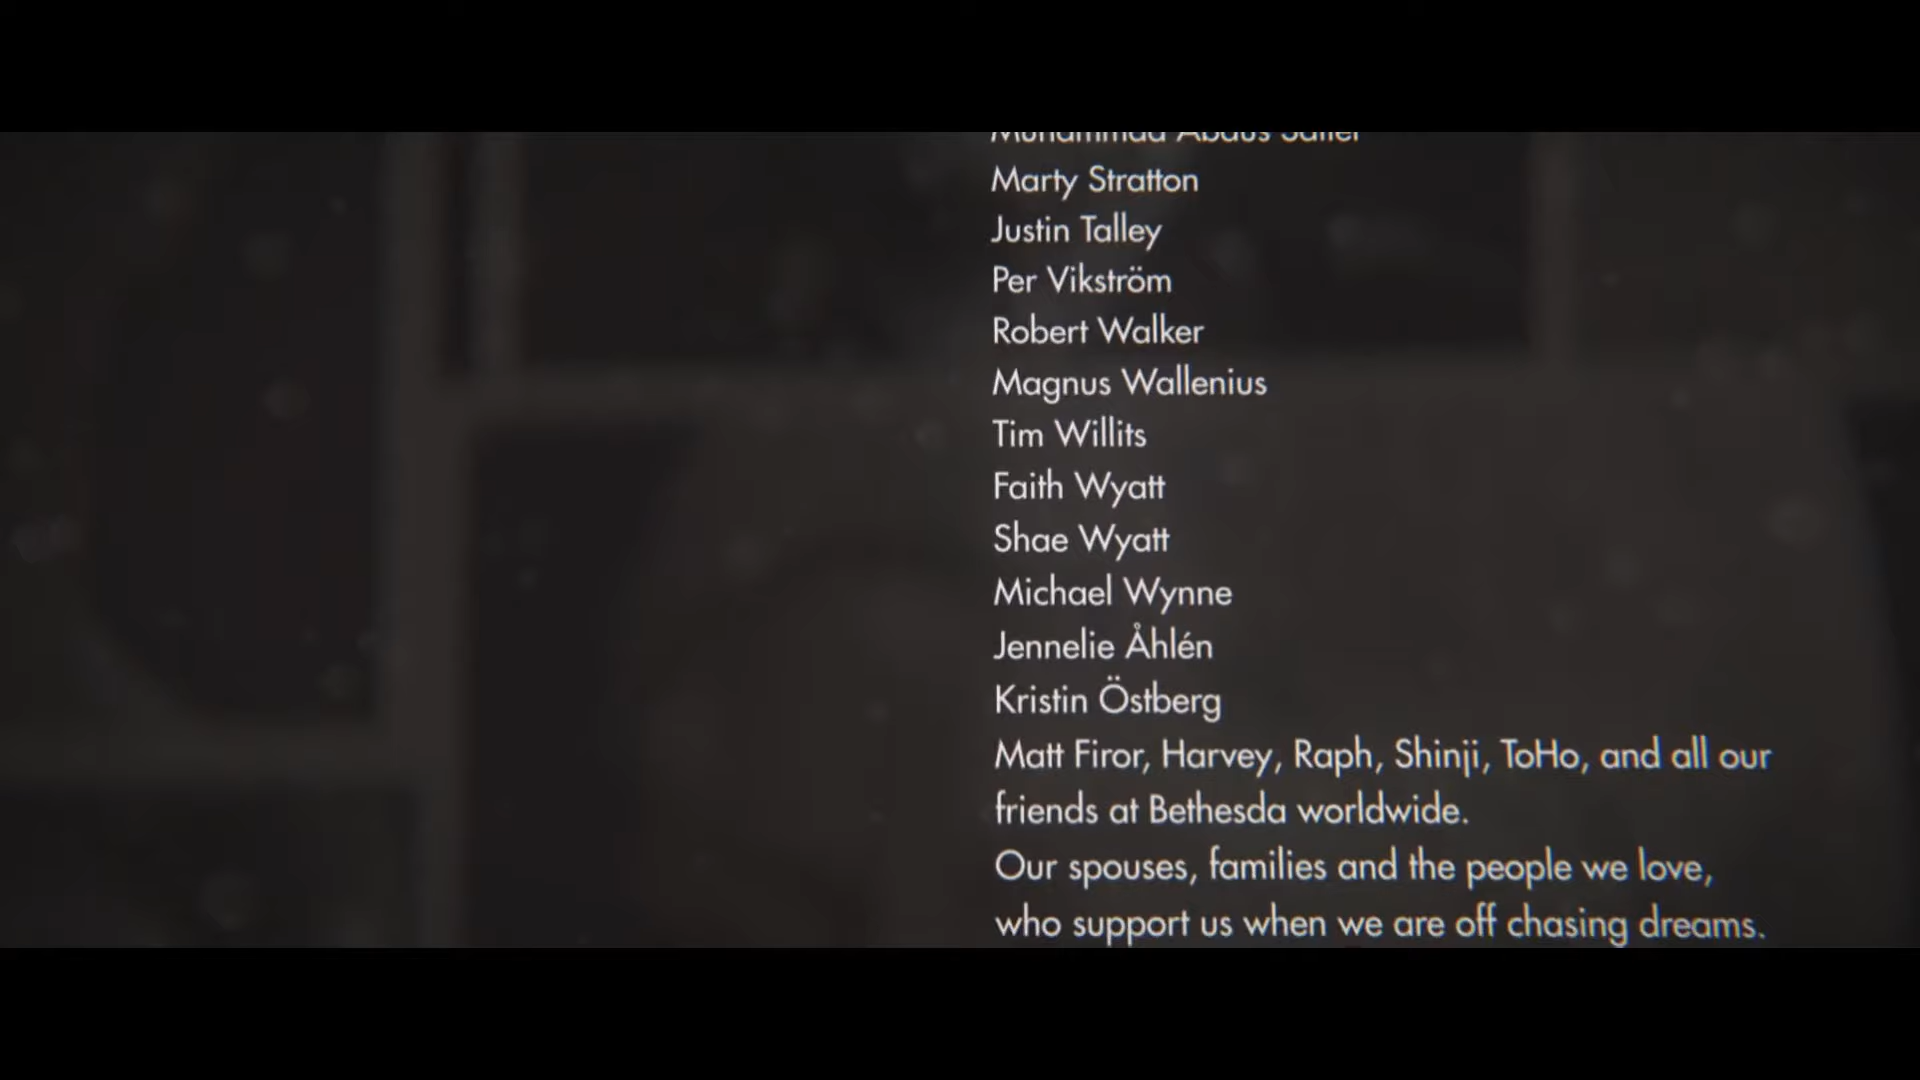 Marty Stratton
Justin Talley
Per Vikström
Robert Walker
Magnus Wallenius
Tim Willits
Faith Wyatt
Shae Wyatt
Michael Wynne
Jennelie Åhlén
Kristin Östberg
Matt Firor, Harvey, Raph, Shinji, ToHo, and all our
friends at Bethesda worldwide.
Our spouses, families and the people we love,
who support us when we are off chasing dreams.